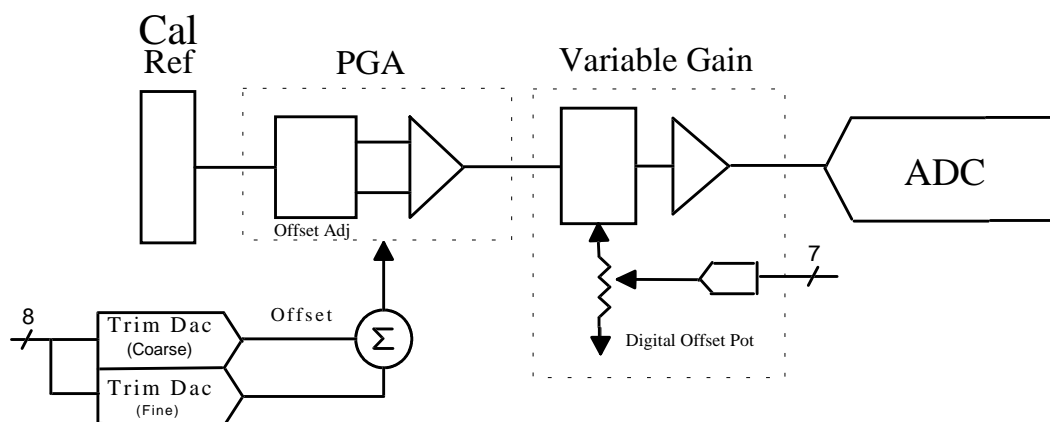 Cal
Ref
PGA
Variable Gain
ADC
Offset Adj
7
8
Trim Dac
(Coarse)
Offset
Σ
Digital Offset Pot
Trim Dac
(Fine)